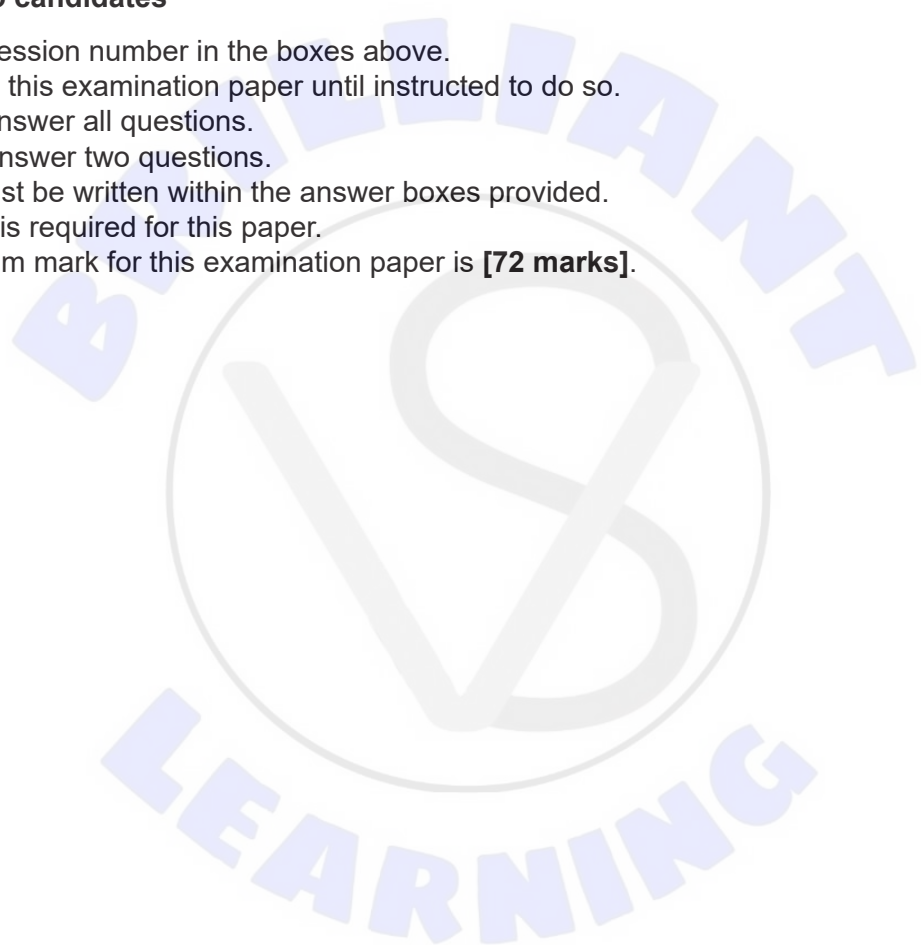 candidates
ession number in the boxes above.
this examination paper until instructed to do so.
nswer all questions.
nswer two questions.
st be written within the answer boxes provided.
is required for this paper.
m mark for this examination paper is [72 marks].
BRILLIANT
VS
LEARNING